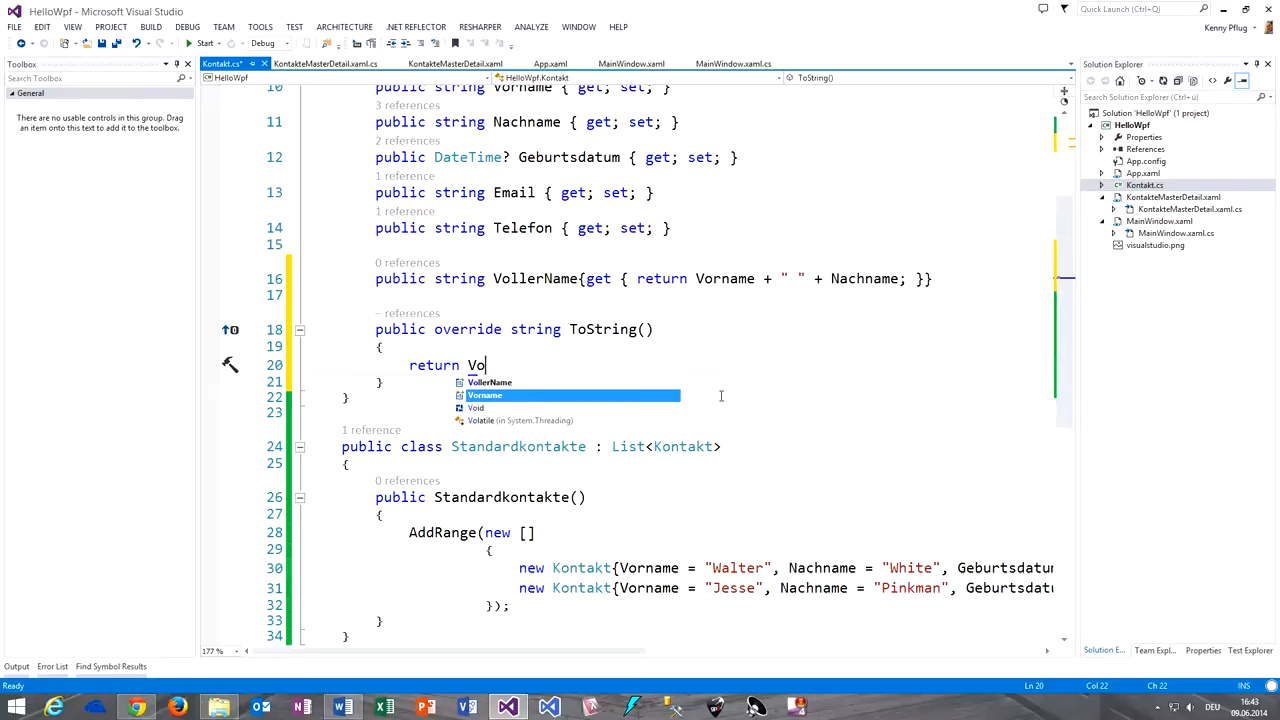 HelloWpf - Microsoft Visual Studio
Quick Launch (Ctrl+Q)
FILE EDIT VIEW PROJECT BUILD DEBUG TEAM TOOLS TEST ARCHITECTURE .NET REFLECTOR RESHARPER ANALYZE WINDOW HELP
Kenny Pflug
Start Debug
Toolbox
Search Toolbox
General
There are no usable controls in this group. Drag
an item onto this text to add it to the toolbox.
Kontakt.cs* KontakteMasterDetail.xaml.cs KontakteMasterDetail.xaml App.xaml MainWindow.xaml MainWindow.xaml.cs
HelloWpf HelloWpf.Kontakt ToString()
10 public string Vorname { get; set; }
3 references
11 public string Nachname { get; set; }
2 references
12 public DateTime? Geburtsdatum { get; set; }
1 reference
13 public string Email { get; set; }
1 reference
14 public string Telefon { get; set; }
15
0 references
16 public string VollerName{get { return Vorname + " " + Nachname; }}
17
– references
18 public override string ToString()
19 {
20 return Vo
21 }
VollerName
Vorname
Void
Volatile (in System.Threading)
22 }
23
1 reference
24 public class Standardkontakte : List<Kontakt>
25 {
0 references
26 public Standardkontakte()
27 {
28 AddRange(new []
29 {
30 new Kontakt{Vorname = "Walter", Nachname = "White", Geburtsdatum
31 new Kontakt{Vorname = "Jesse", Nachname = "Pinkman", Geburtsdatu
32 });
33 }
34 }
177 %
Solution Explorer
Search Solution Explorer (Ctrl+ü)
Solution 'HelloWpf' (1 project)
HelloWpf
Properties
References
App.config
App.xaml
Kontakt.cs
KontakteMasterDetail.xaml
KontakteMasterDetail.xaml.cs
MainWindow.xaml
MainWindow.xaml.cs
visualstudio.png
Solution E... Team Expl... Properties Test Explorer
Output Error List Find Symbol Results
Ready Ln 20 Col 22 Ch 22 INS
DEU 16:43
09.06.2014